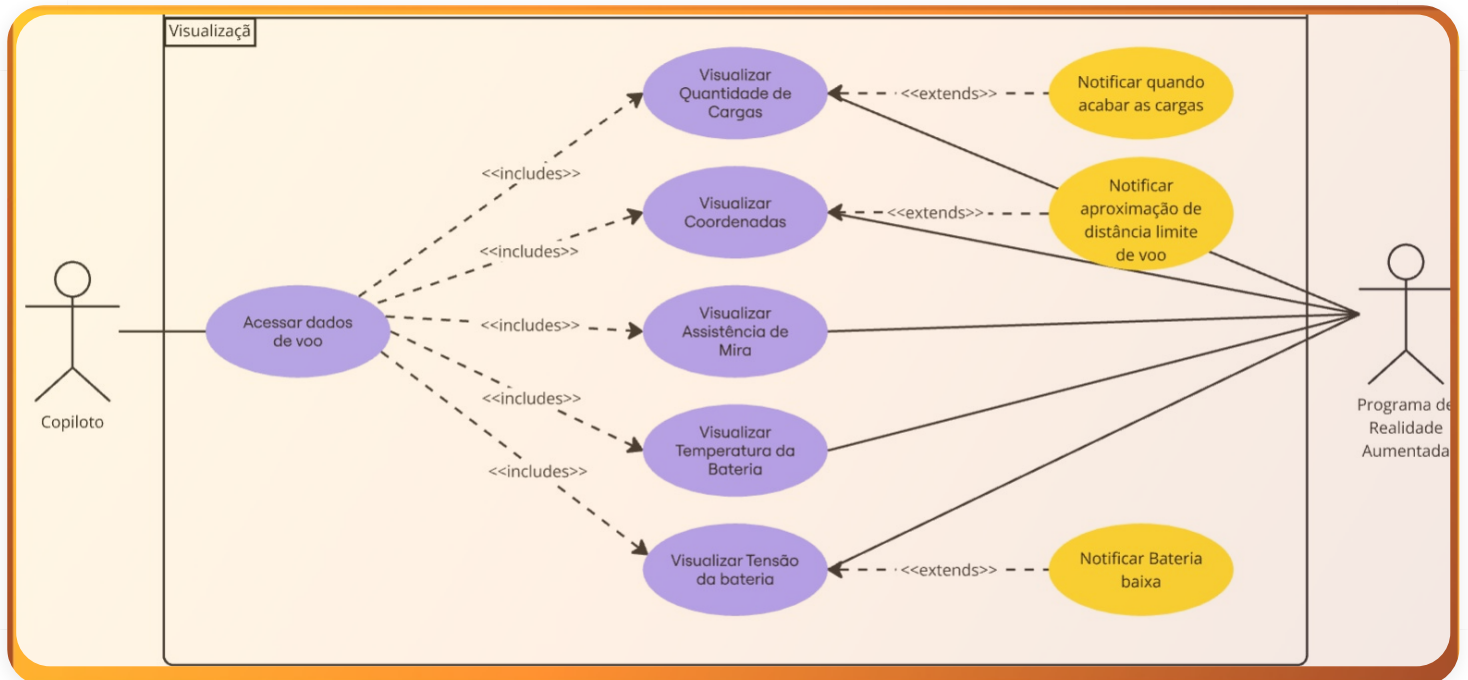 Visualizaçã
Visualizar
Quantidade de
Cargas
<<extends>>
Notificar quando
acabar as cargas
<<includes>>
Visualizar
Coordenadas
<<extends>>
Notificar
aproximação de
distância limite
de voo
<<includes>>
Copiloto
Acessar dados
de voo
<<includes>>
Visualizar
Assistência de
Mira
Programa de
Realidade
Aumentada
<<includes>>
Visualizar
Temperatura da
Bateria
<<includes>>
Visualizar Tensão
da bateria
<<extends>>
Notificar Bateria
baixa